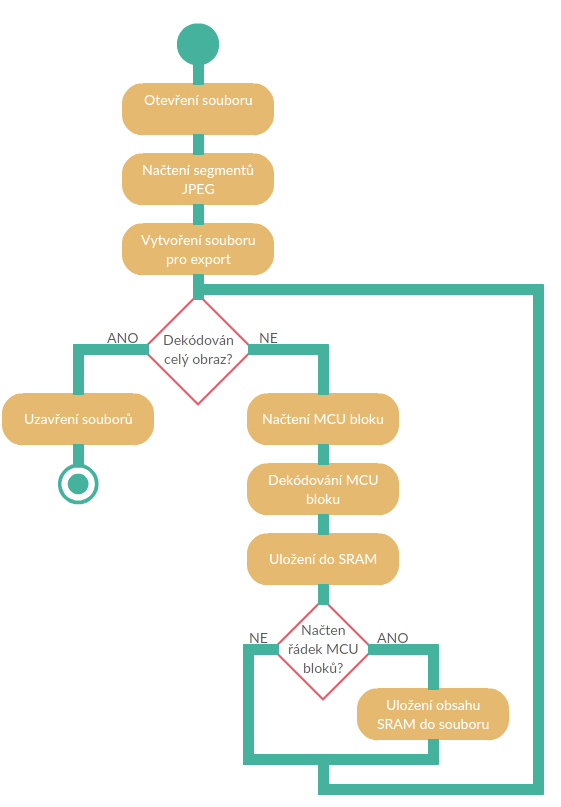 Otevření souboru
Načtení segmentů
JPEG
Vytvoření souboru
pro export
Dekódován
celý obraz?
ANO
NE
Uzavření souborů
Načtení MCU bloku
Dekódování MCU
bloku
Uložení do SRAM
Načten
řádek MCU
bloků?
NE
ANO
Uložení obsahu
SRAM do souboru